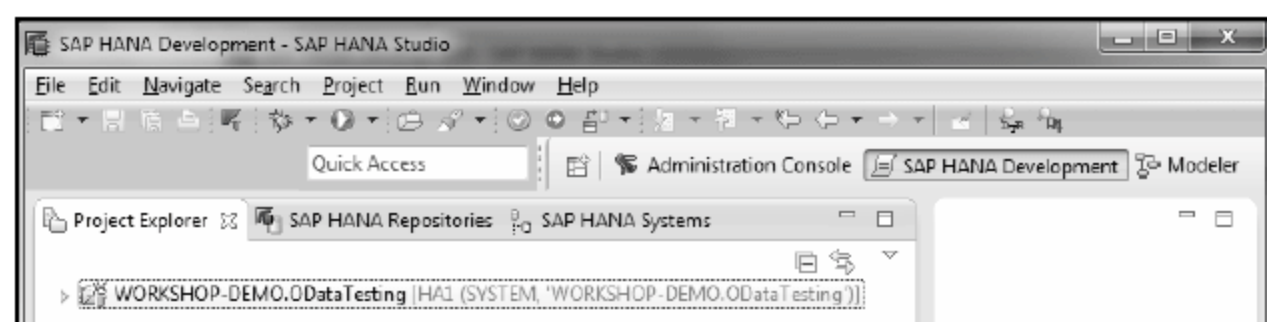 SAP HANA Development - SAP HANA Studio
File Edit Navigate Search Project Run Window Help
Quick Access Administration Console SAP HANA Development Modeler
Project Explorer SAP HANA Repositories SAP HANA Systems
WORKSHOP-DEMO.ODataTesting [HA1 (SYSTEM, 'WORKSHOP-DEMO.ODataTesting')]